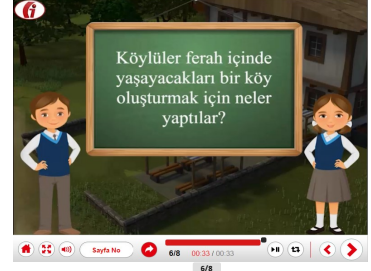 Köylüler ferah içinde
yaşayacakları bir köy
oluşturmak için neler
yaptılar?
Sayfa No
6/8
00:33 / 00:33
6/8